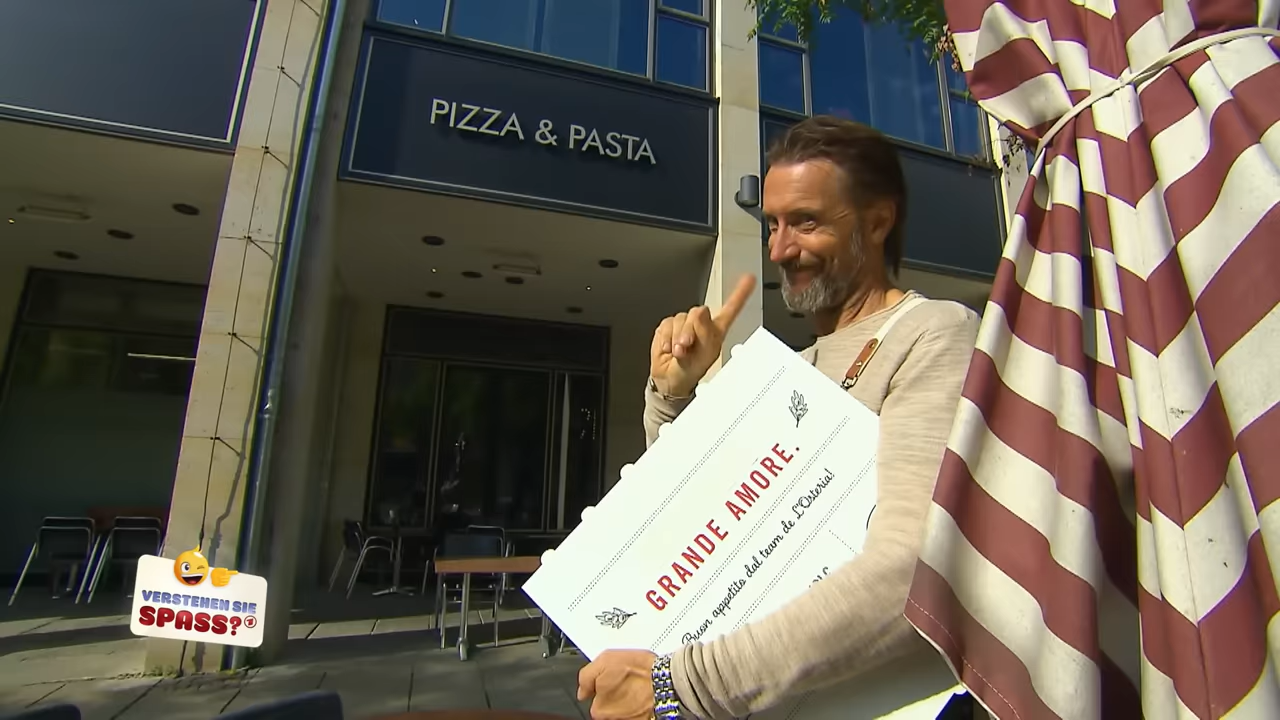 PIZZA & PASTA
GRANDE AMORE.
Buon appetito dal team de L'Osteria!
VERSTEHEN SIE
SPASS?